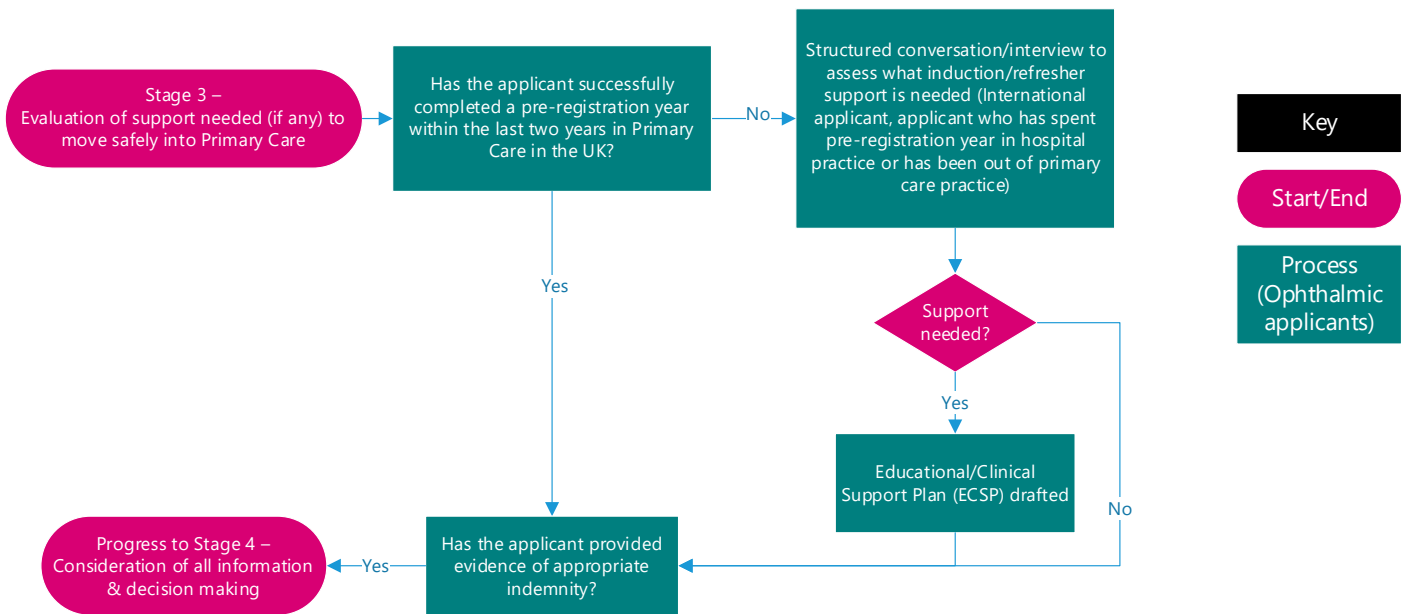 Stage 3 –
Evaluation of support needed (if any) to
move safely into Primary Care
Has the applicant successfully
completed a pre-registration year
within the last two years in Primary
Care in the UK?
No
Structured conversation/interview to
assess what induction/refresher
support is needed (International
applicant, applicant who has spent
pre-registration year in hospital
practice or has been out of primary
care practice)
Key
Start/End
Process
(Ophthalmic
applicants)
Yes
Support
needed?
Yes
Educational/Clinical
Support Plan (ECSP) drafted
No
Has the applicant provided
evidence of appropriate
indemnity?
Yes
Progress to Stage 4 –
Consideration of all information
& decision making